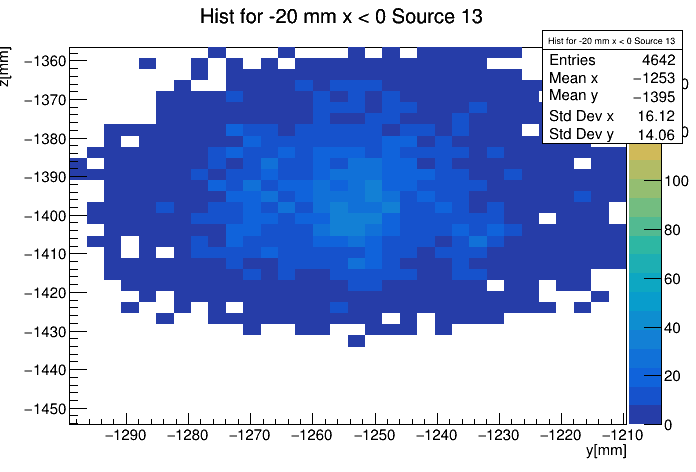 Hist for -20 mm x < 0 Source 13
Hist for -20 mm x < 0 Source 13
Entries 4642
Mean x −1253
Mean y −1395
Std Dev x 16.12
Std Dev y 14.06
z[mm]
−1360
−1370
−1380
−1390
−1400
−1410
−1420
−1430
−1440
−1450
−1290
−1280
−1270
−1260
−1250
−1240
−1230
−1220
−1210
y[mm]
100
80
60
40
20
0